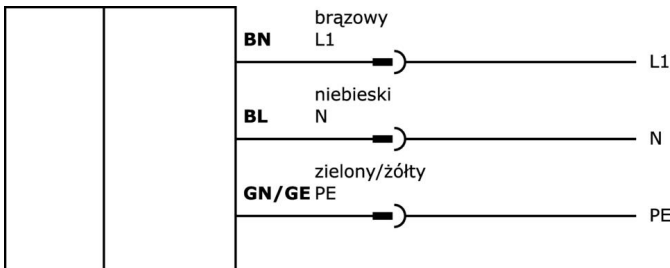 brązowy
BN L1
L1
niebieski
BL N
N
zielony/żółty
GN/GE PE
PE